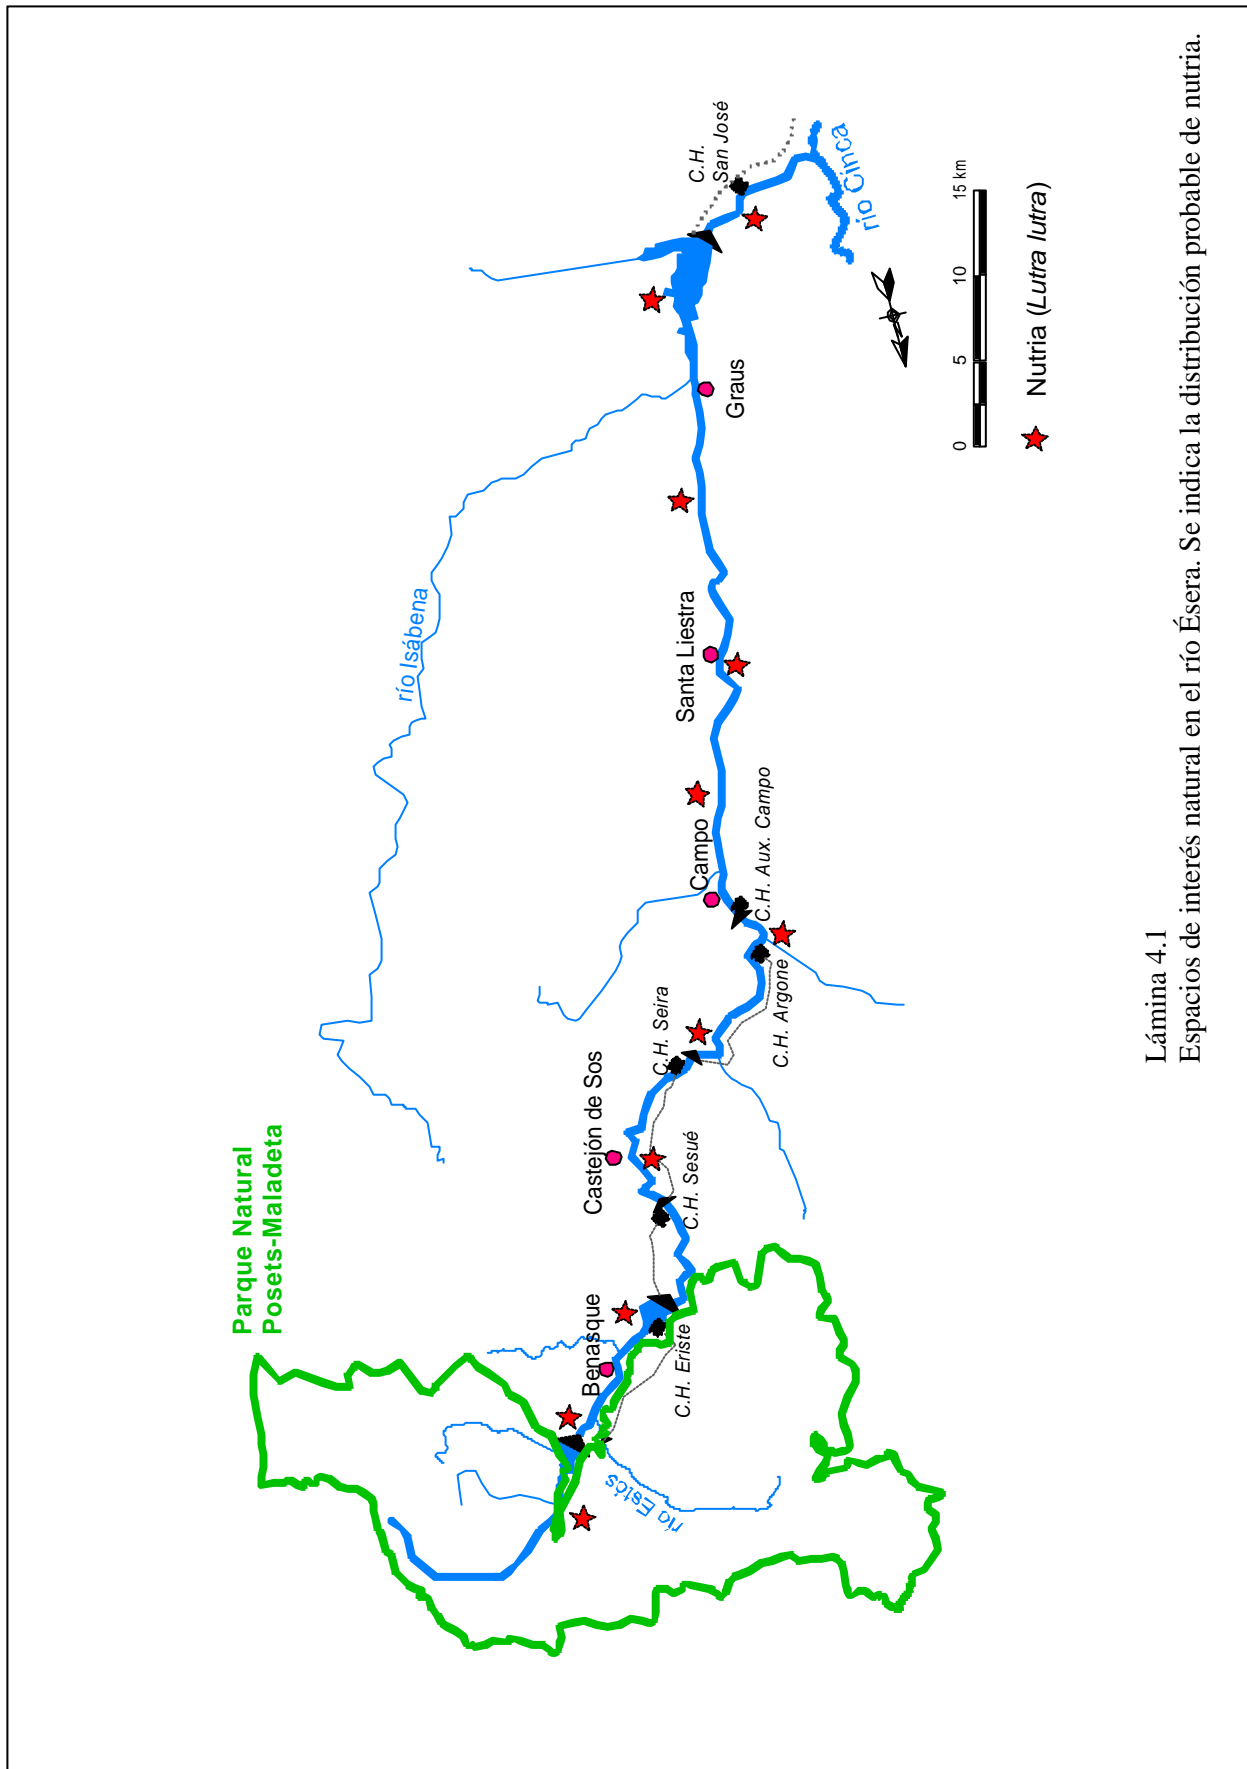 Parque Natural
Posets-Maladeta
río Isábena
río Estós
Benasque
C.H. Eriste
Castejón de Sos
C.H. Sesué
C.H. Seira
C.H. Argone
Campo
C.H. Aux. Campo
Santa Liestra
Graus
C.H.
San José
río Cinca
0
5
10
15 km
Nutria (Lutra lutra)
Lámina 4.1
Espacios de interés natural en el río Ésera. Se indica la distribución probable de nutria.